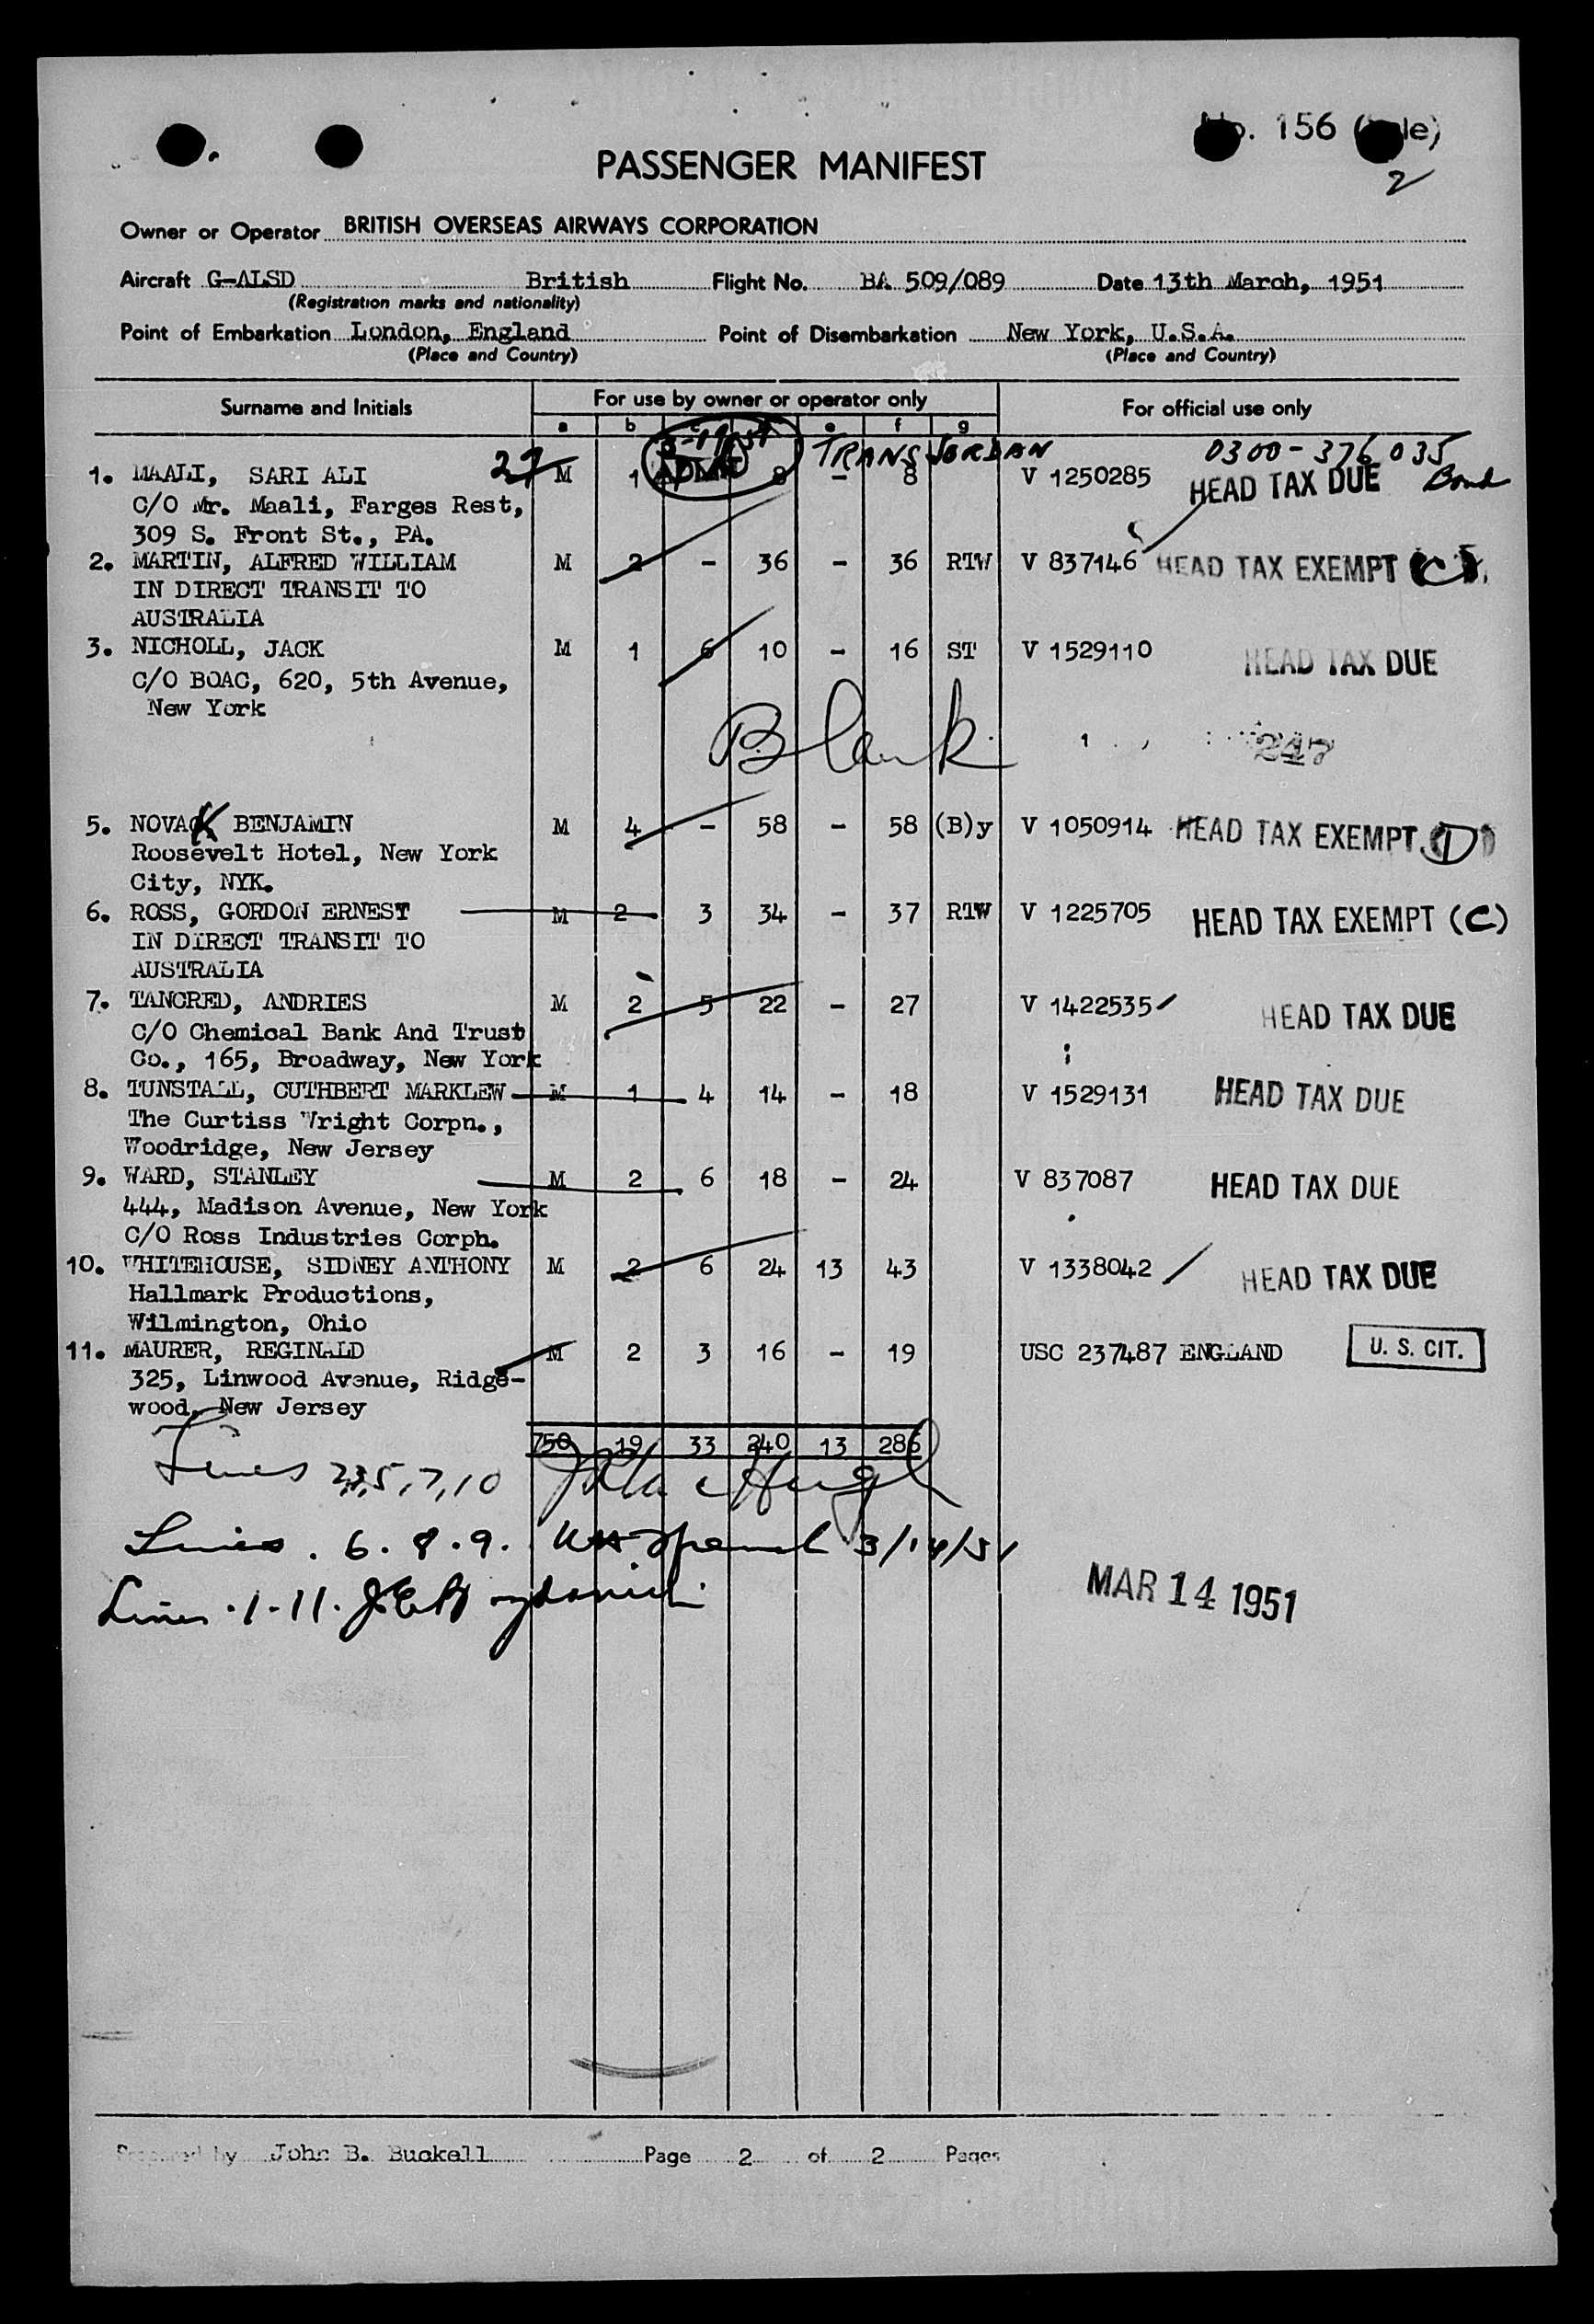 No. 156 (Sale)
2
PASSENGER MANIFEST
Owner or Operator BRITISH OVERSEAS AIRWAYS CORPORATION
Aircraft G-ALSD British Flight No. BA 509/089 Date 13th March, 1951
(Registration marks and nationality)
Point of Embarkation London, England Point of Disembarkation New York, U.S.A.
(Place and Country) (Place and Country)
Surname and Initials For use by owner or operator only For official use only
a b c d e f g
TRANS JORDAN 0300-376 035
1. MAALI, SARI ALI 27 M 1 ADMIT 8 - 8 V 1250285 HEAD TAX DUE Bond
C/O Mr. Maali, Farges Rest,
309 S. Front St., PA.
2. MARTIN, ALFRED WILLIAM M 2 - 36 - 36 RTW V 837146 HEAD TAX EXEMPT (C)
IN DIRECT TRANSIT TO
AUSTRALIA
3. NICHOLL, JACK M 1 6 10 - 16 ST V 1529110 HEAD TAX DUE
C/O BOAC, 620, 5th Avenue,
New York
Blank 247
5. NOVACK BENJAMIN M 4 - 58 - 58 (B)y V 1050914 HEAD TAX EXEMPT (D)
Roosevelt Hotel, New York
City, NYK.
6. ROSS, GORDON ERNEST M 2 3 34 - 37 RTW V 1225705 HEAD TAX EXEMPT (C)
IN DIRECT TRANSIT TO
AUSTRALIA
7. TANCRED, ANDRIES M 2 5 22 - 27 V 1422535 HEAD TAX DUE
C/O Chemical Bank And Trust
Co., 165, Broadway, New York
8. TUNSTALL, CUTHBERT MARKLEW M 1 4 14 - 18 V 1529131 HEAD TAX DUE
The Curtiss Wright Corpn.,
Woodridge, New Jersey
9. WARD, STANLEY M 2 6 18 - 24 V 837087 HEAD TAX DUE
444, Madison Avenue, New York
C/O Ross Industries Corph.
10. WHITEHOUSE, SIDNEY ANTHONY M 2 6 24 13 43 V 1338042 HEAD TAX DUE
Hallmark Productions,
Wilmington, Ohio
11. MAURER, REGINALD M 2 3 16 - 19 USC 237487 ENGLAND U. S. CIT.
325, Linwood Avenue, Ridge-
wood, New Jersey
750 19 33 240 13 286
Lines 2,3,5,7,10
Lines . 6. 8. 9. 3/14/51
Lines . 1-11.
MAR 14 1951
Prepared by John B. Buckell Page 2 of 2 Pages